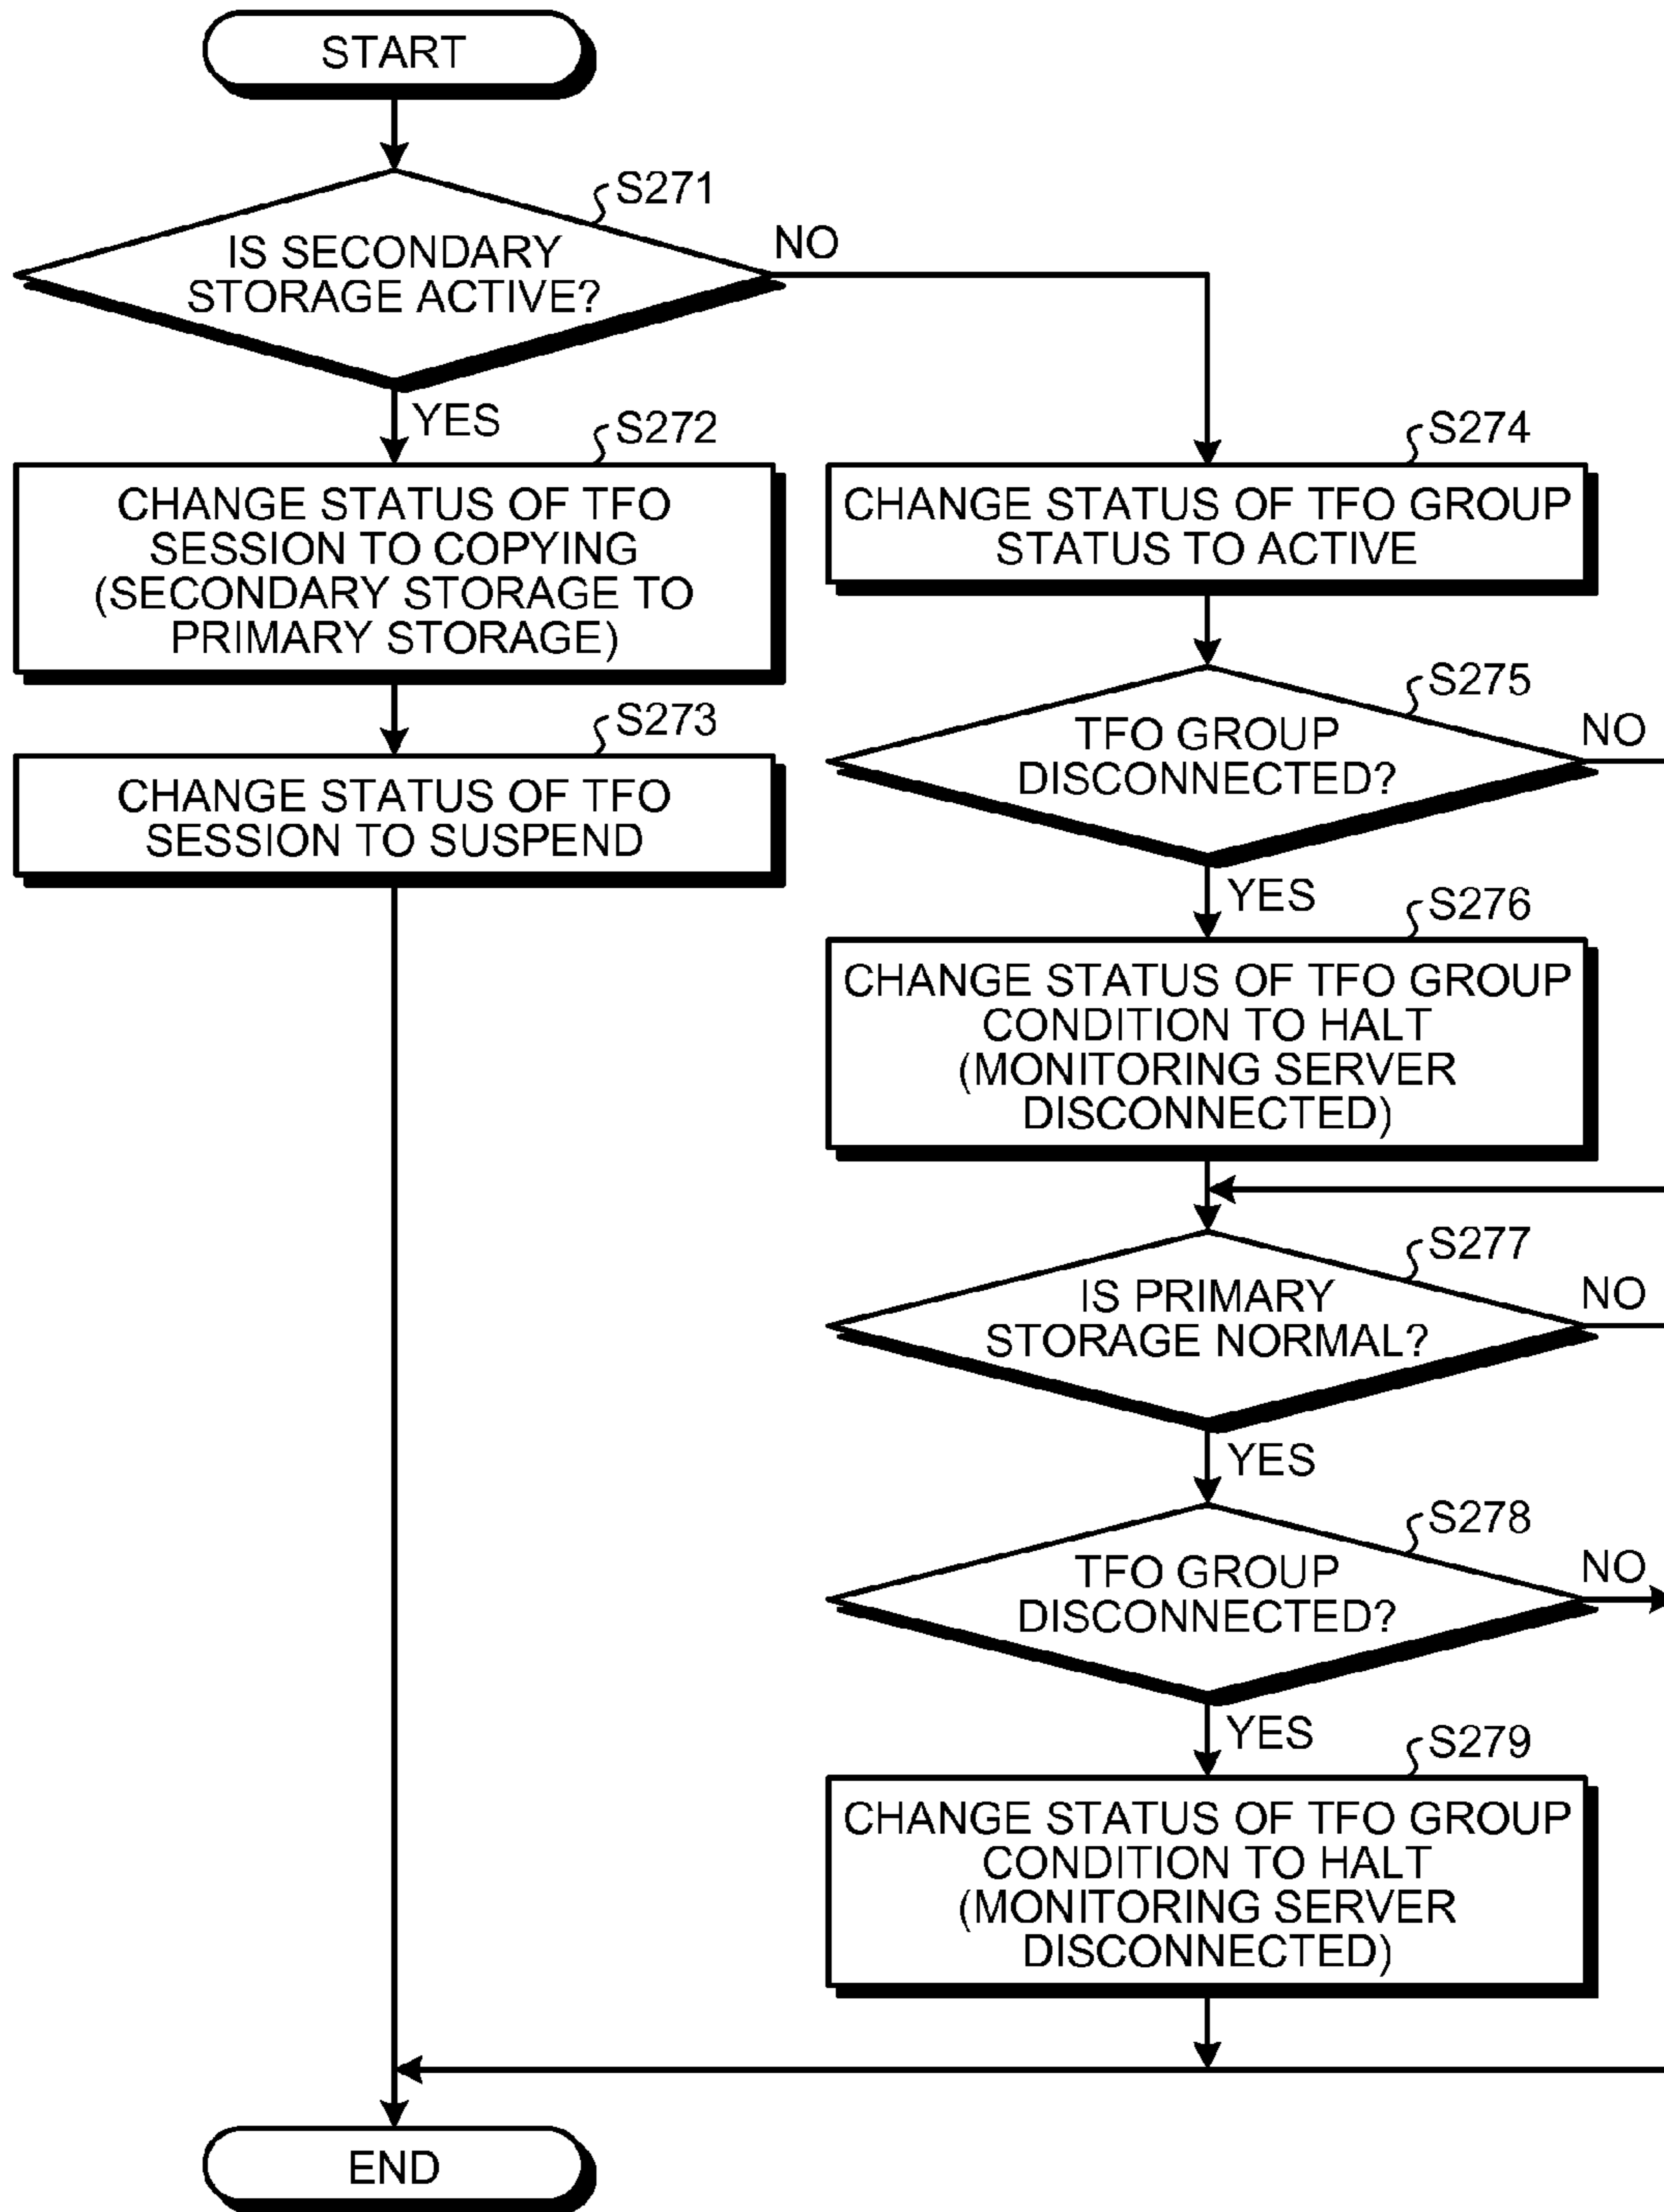 START
S271
IS SECONDARY
STORAGE ACTIVE?
NO
YES
S272
CHANGE STATUS OF TFO
SESSION TO COPYING
(SECONDARY STORAGE TO
PRIMARY STORAGE)
S273
CHANGE STATUS OF TFO
SESSION TO SUSPEND
S274
CHANGE STATUS OF TFO GROUP
STATUS TO ACTIVE
S275
TFO GROUP
DISCONNECTED?
NO
YES
S276
CHANGE STATUS OF TFO GROUP
CONDITION TO HALT
(MONITORING SERVER
DISCONNECTED)
S277
IS PRIMARY
STORAGE NORMAL?
NO
YES
S278
TFO GROUP
DISCONNECTED?
NO
YES
S279
CHANGE STATUS OF TFO GROUP
CONDITION TO HALT
(MONITORING SERVER
DISCONNECTED)
END